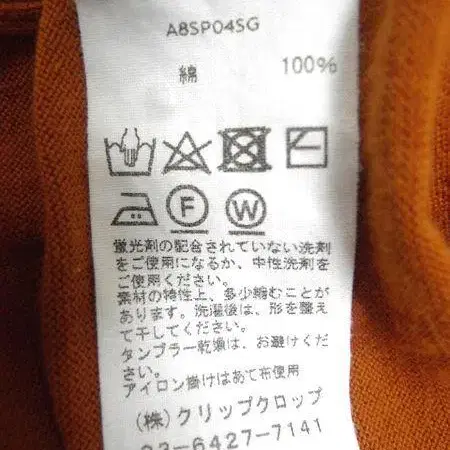 A8SP04SG
綿 100%
F W
蛍光剤の配合されていない洗剤
をご使用になるか、中性洗剤を
ご使用ください。
素材の特性上、多少縮むことが
あります。洗濯後は、形を整え
て干してください。
タンブラー乾燥は、お避けくだ
さい。
アイロン掛けはあて布使用
(株)クリップクロップ
03-6427-7141